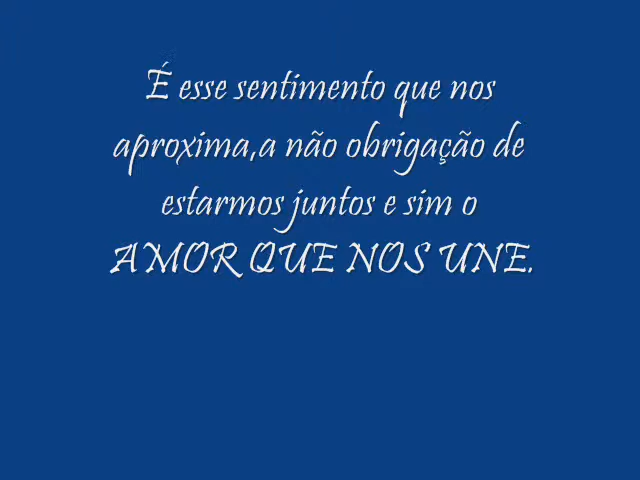 É esse sentimento que nos
aproxima,a não obrigação de
estarmos juntos e sim o
AMOR QUE NOS UNE.